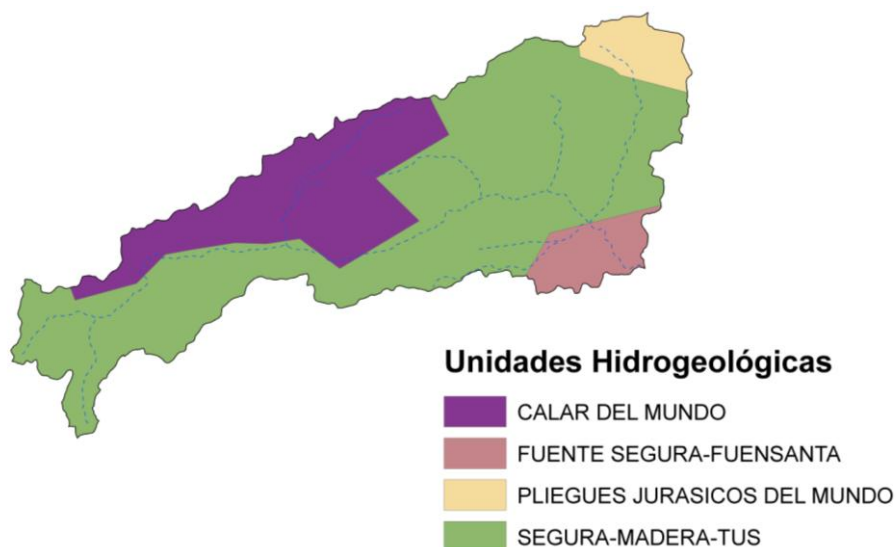 Unidades Hidrogeológicas
CALAR DEL MUNDO
FUENTE SEGURA-FUENSANTA
PLIEGUES JURASICOS DEL MUNDO
SEGURA-MADERA-TUS